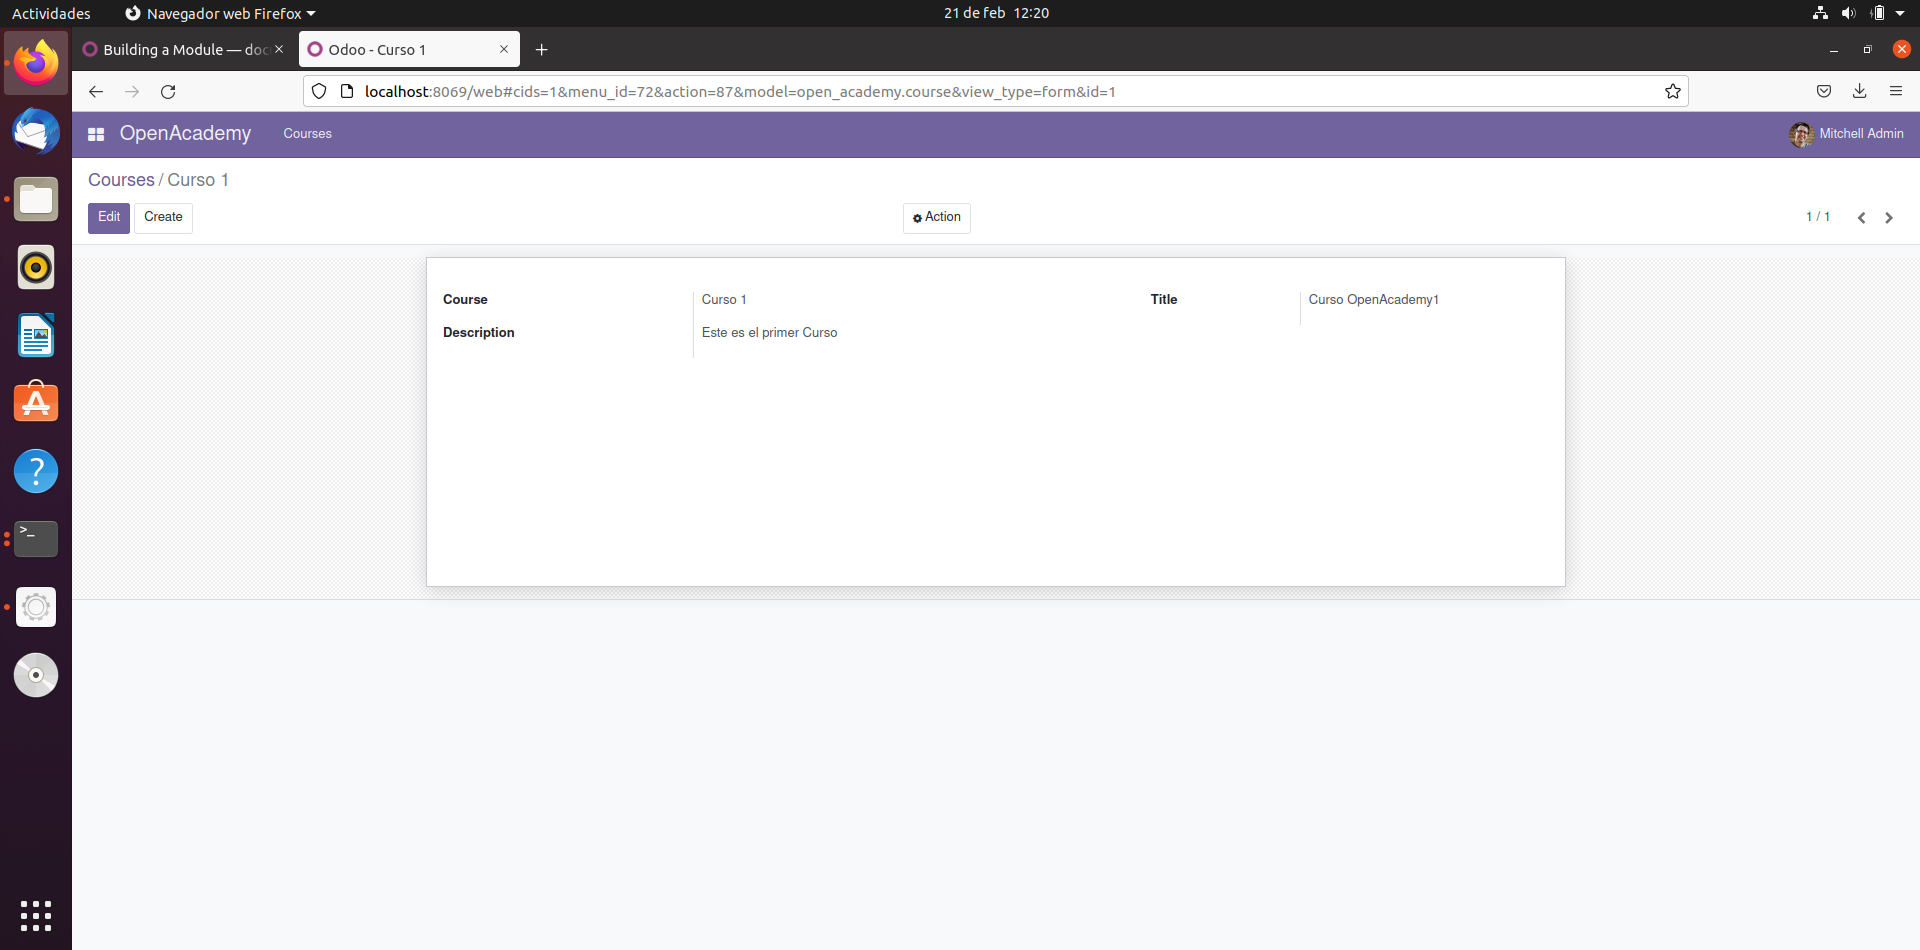 Actividades Navegador web Firefox 21 de feb 12:20
Building a Module — doc Odoo - Curso 1
localhost:8069/web#cids=1&menu_id=72&action=87&model=open_academy.course&view_type=form&id=1
OpenAcademy Courses Mitchell Admin
Courses / Curso 1
Edit Create Action 1 / 1
Course Curso 1 Title Curso OpenAcademy1
Description Este es el primer Curso